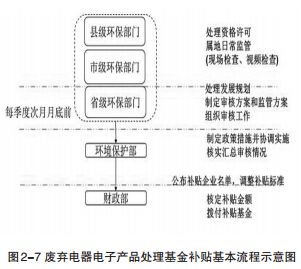 县级环保部门
处理资格许可
属地日常监管
(现场检查、视频检查)
市级环保部门
处理发展规划
制定审核方案和监管方案
组织审核工作
省级环保部门
每季度次月月底前
制定政策措施并协调实施
核实汇总审核情况
环境保护部
公布补贴企业名单，调整补贴标准
财政部
核定补贴金额
拨付补贴基金
图2-7 废弃电器电子产品处理基金补贴基本流程示意图